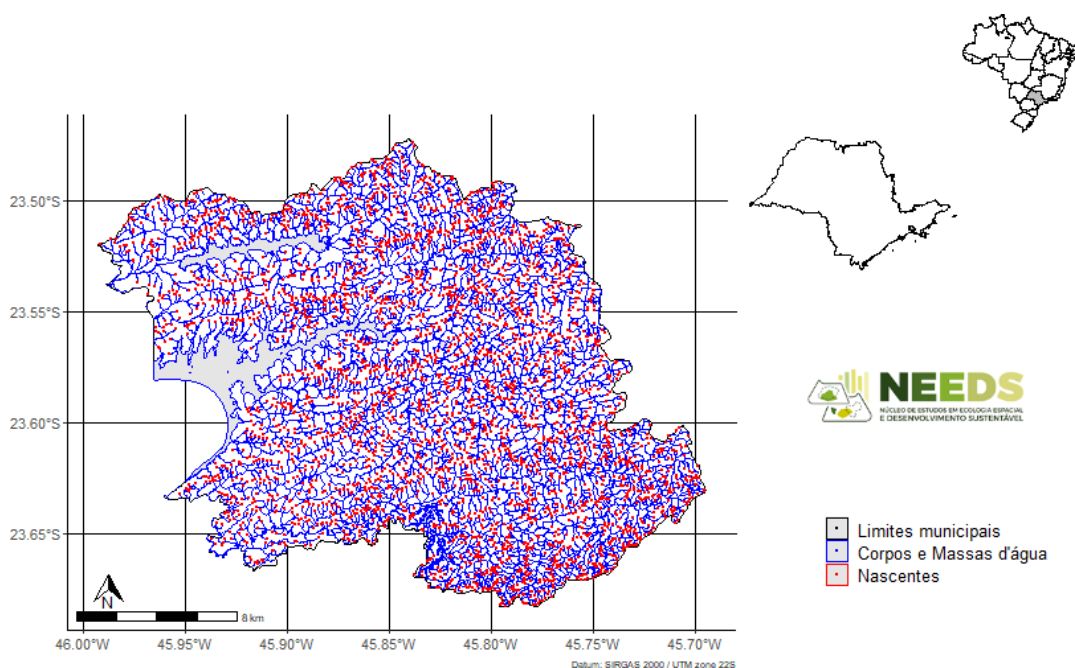 23.50°S
23.55°S
23.60°S
23.65°S
N
8 km
46.00°W 45.95°W 45.90°W 45.85°W 45.80°W 45.75°W 45.70°W
Datum: SIRGAS 2000 / UTM zone 22S
NEEDS
NÚCLEO DE ESTUDOS EM ECOLOGIA ESPACIAL
E DESENVOLVIMENTO SUSTENTÁVEL
Limites municipais
Corpos e Massas d'água
Nascentes